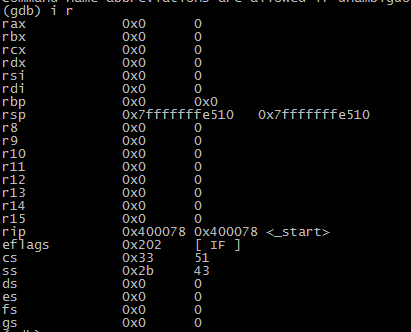 command name abbreviations are allowed if unambiguo
(gdb) i r
rax 0x0 0
rbx 0x0 0
rcx 0x0 0
rdx 0x0 0
rsi 0x0 0
rdi 0x0 0
rbp 0x0 0x0
rsp 0x7fffffffe510 0x7fffffffe510
r8 0x0 0
r9 0x0 0
r10 0x0 0
r11 0x0 0
r12 0x0 0
r13 0x0 0
r14 0x0 0
r15 0x0 0
rip 0x400078 0x400078 <_start>
eflags 0x202 [ IF ]
cs 0x33 51
ss 0x2b 43
ds 0x0 0
es 0x0 0
fs 0x0 0
gs 0x0 0